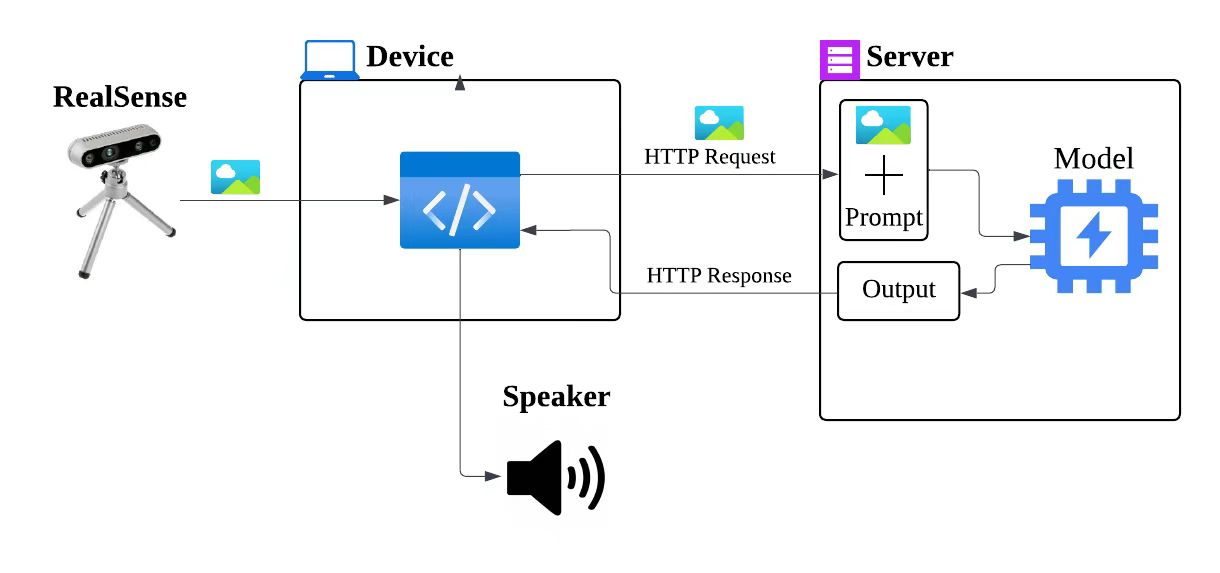 Device
Server
RealSense
HTTP Request
Model
Prompt
HTTP Response
Output
Speaker